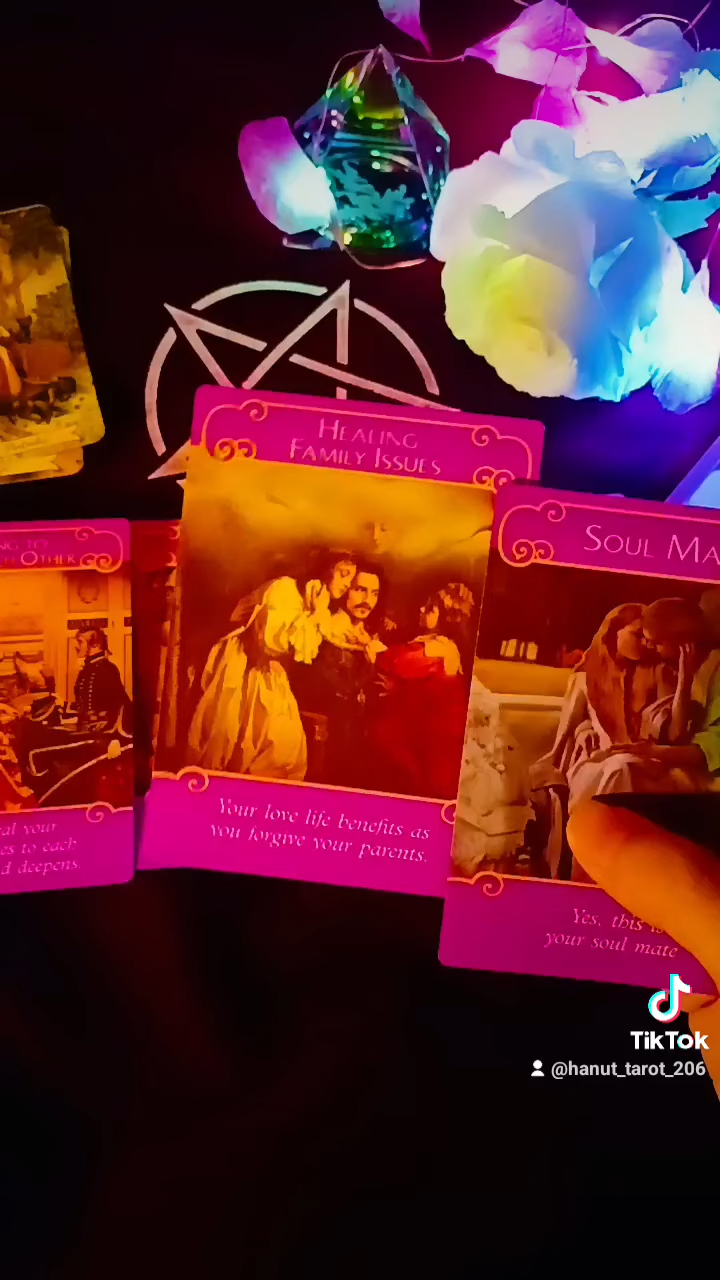 HEALING
FAMILY ISSUES
SOUL MA
OTHER
Your love life benefits as
you forgive your parents.
your
es to each
d deepens.
Yes, this is
your soul mate
TikTok
@hanut_tarot_206